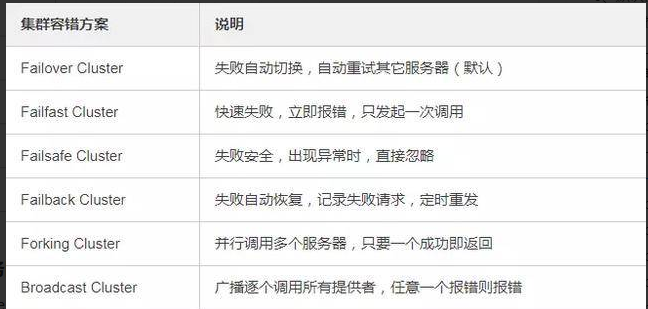 集群容错方案 说明
Failover Cluster 失败自动切换，自动重试其它服务器（默认）
Failfast Cluster 快速失败，立即报错，只发起一次调用
Failsafe Cluster 失败安全，出现异常时，直接忽略
Failback Cluster 失败自动恢复，记录失败请求，定时重发
Forking Cluster 并行调用多个服务器，只要一个成功即返回
Broadcast Cluster 广播逐个调用所有提供者，任意一个报错则报错